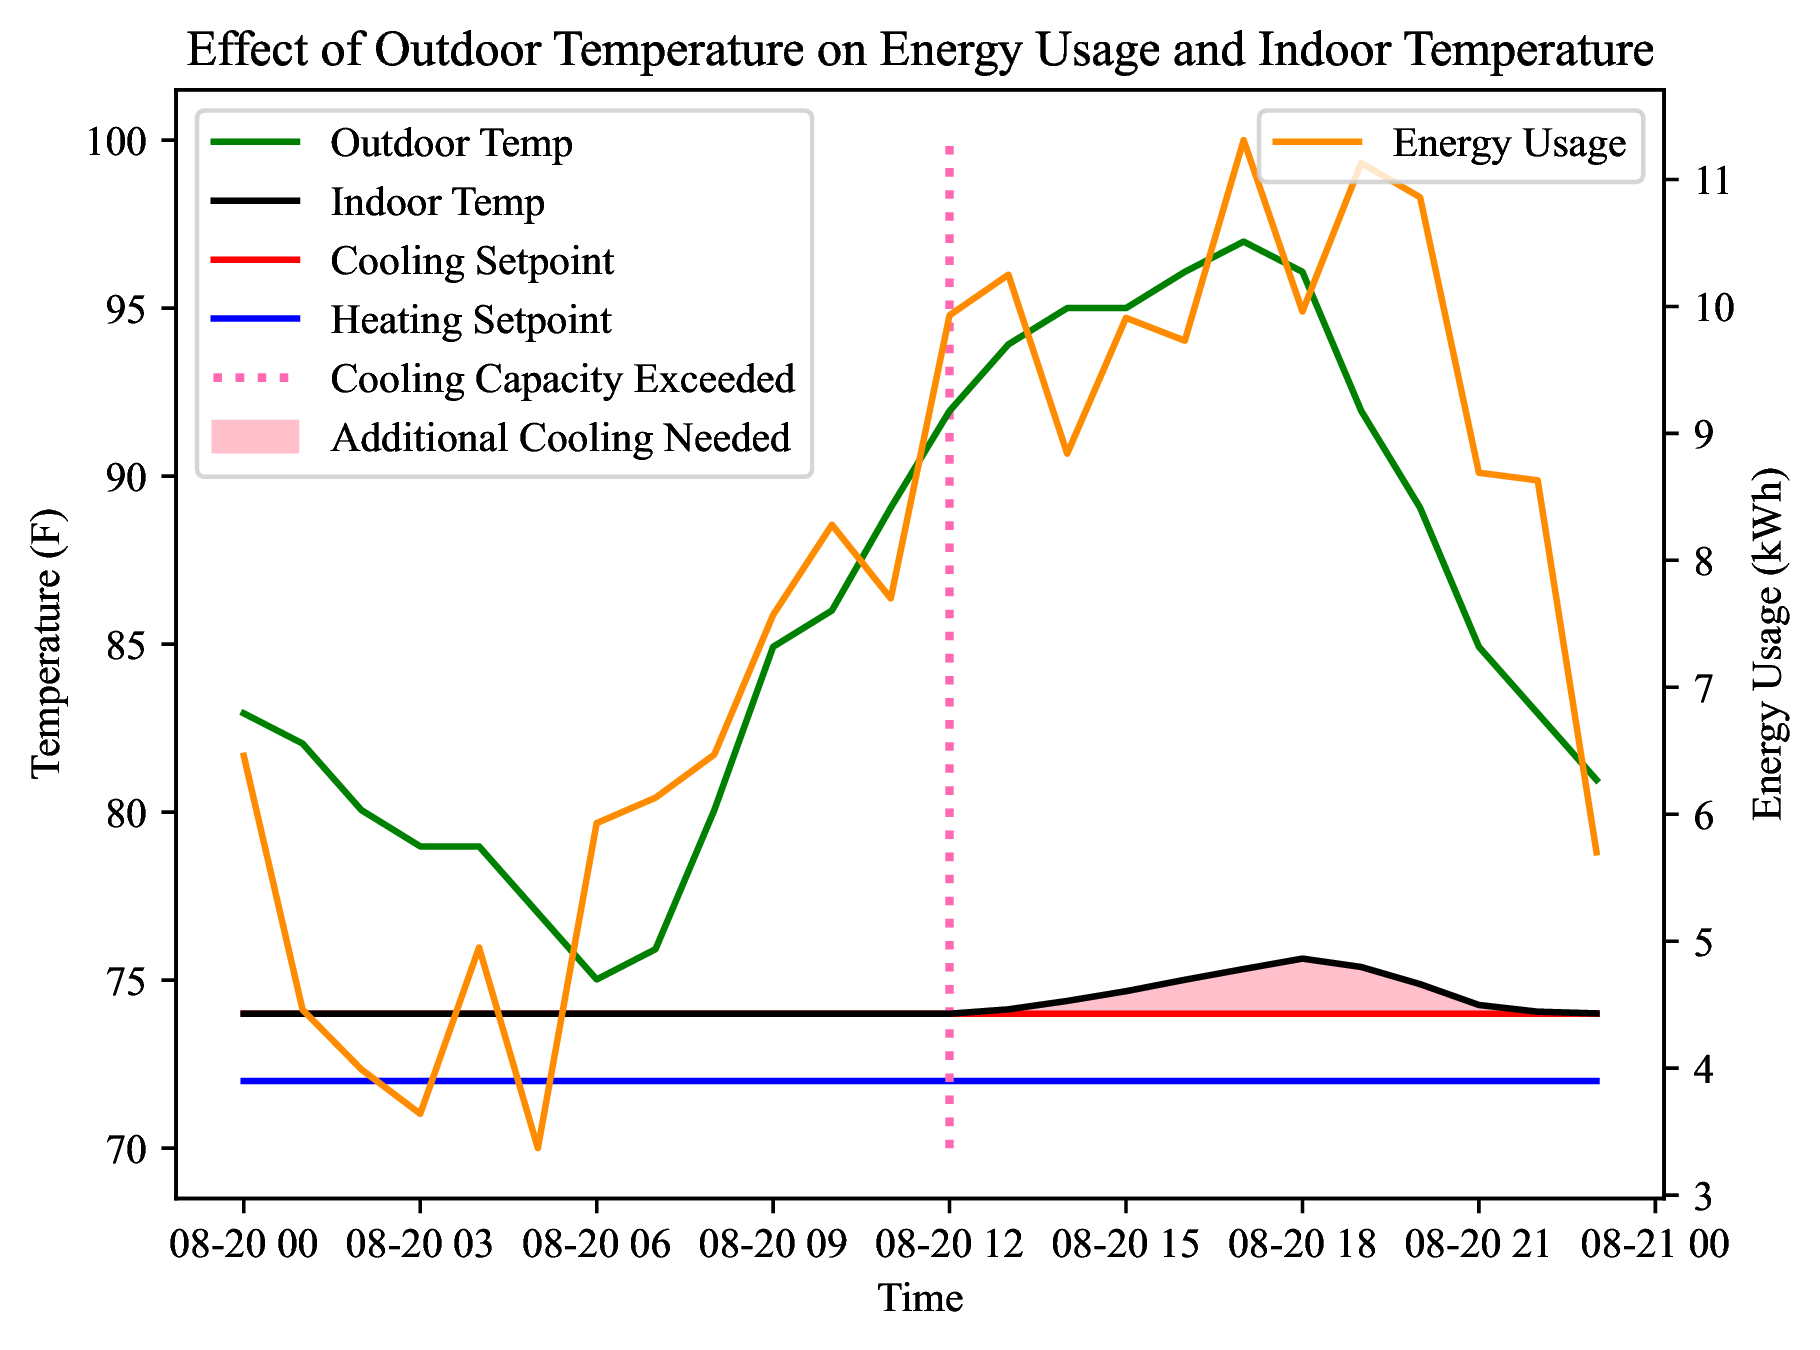 Effect of Outdoor Temperature on Energy Usage and Indoor Temperature
Outdoor Temp
Indoor Temp
Cooling Setpoint
Heating Setpoint
Cooling Capacity Exceeded
Additional Cooling Needed
Energy Usage
100
95
90
85
80
75
70
Temperature (F)
11
10
9
8
7
6
5
4
3
Energy Usage (kWh)
08-20 00 08-20 03 08-20 06 08-20 09 08-20 12 08-20 15 08-20 18 08-20 21 08-21 00
Time